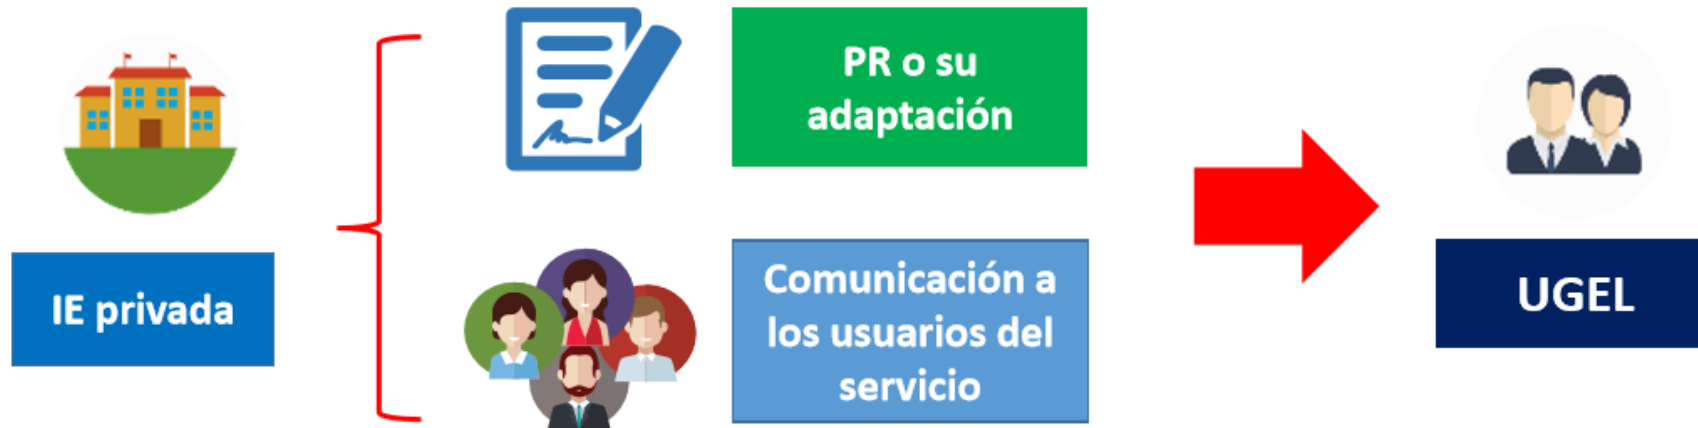 IE privada
PR o su
adaptación
Comunicación a
los usuarios del
servicio
UGEL